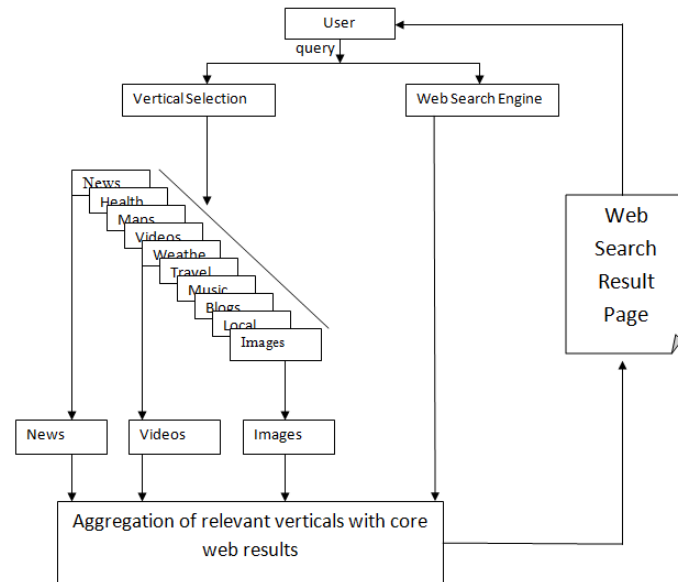 User
query
Vertical Selection
Web Search Engine
News
Health
Maps
Videos
Weathe
Travel
Music
Blogs
Local
Images
Web
Search
Result
Page
News
Videos
Images
Aggregation of relevant verticals with core
web results